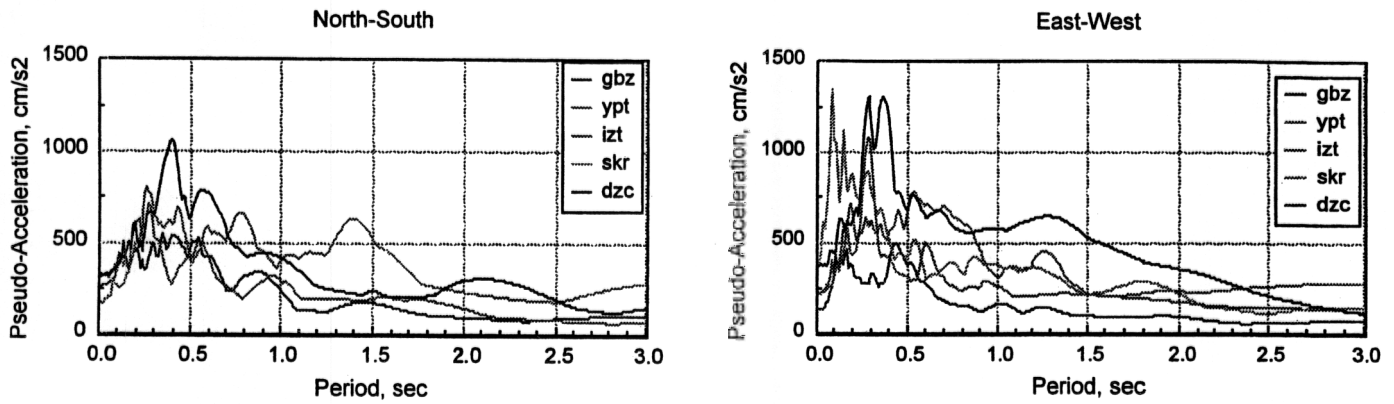 North-South
East-West
Pseudo-Acceleration, cm/s2
1500
1000
500
0
gbz
ypt
izt
skr
dzc
0.0 0.5 1.0 1.5 2.0 2.5 3.0
Period, sec
Pseudo-Acceleration, cm/s2
1500
1000
500
0
gbz
ypt
izt
skr
dzc
0.0 0.5 1.0 1.5 2.0 2.5 3.0
Period, sec